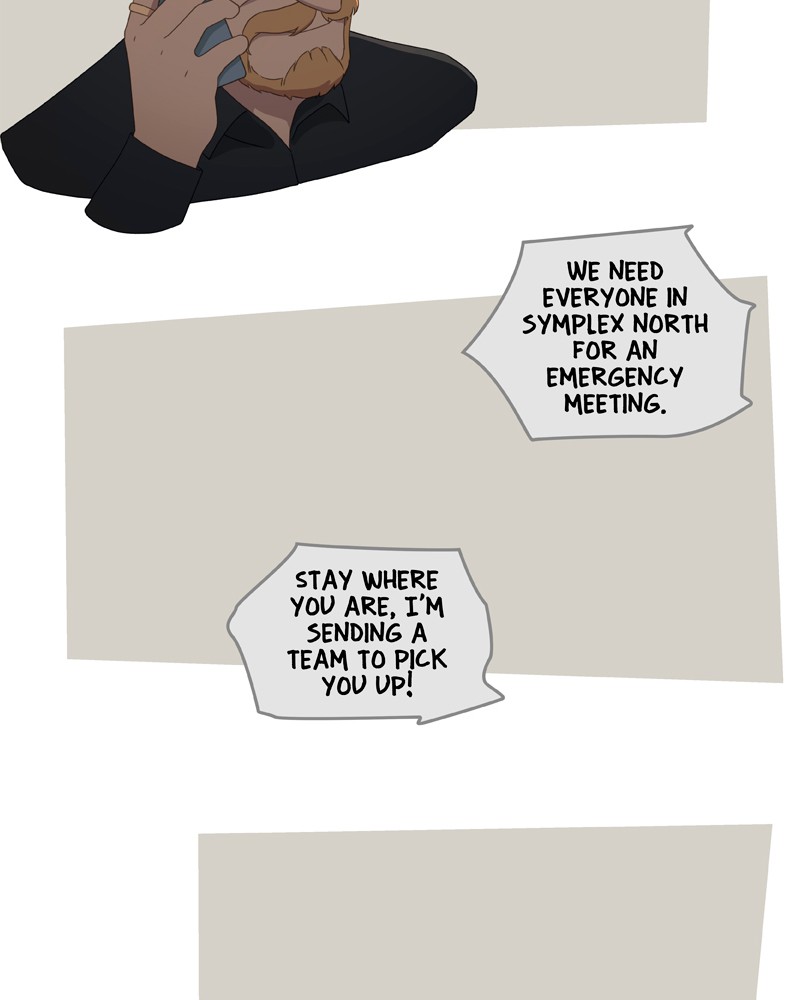 WE NEED
EVERYONE IN
SYMPLEX NORTH
FOR AN
EMERGENCY
MEETING.
STAY WHERE
YOU ARE, I'M
SENDING A
TEAM TO PICK
YOU UP!